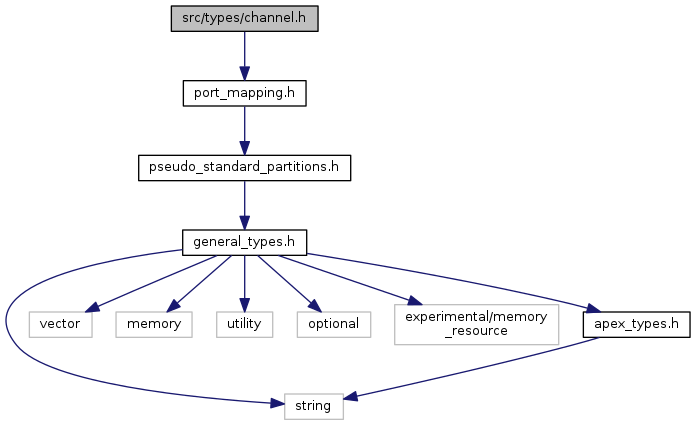 src/types/channel.h
port_mapping.h
pseudo_standard_partitions.h
general_types.h
vector
memory
utility
optional
experimental/memory
_resource
apex_types.h
string